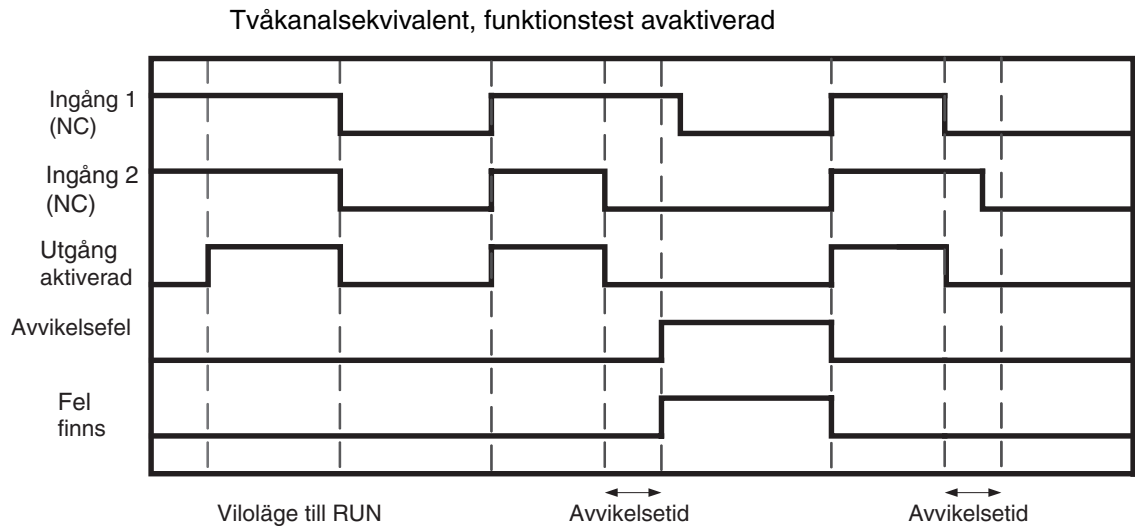 Tvåkanalsekvivalent, funktionstest avaktiverad
Ingång 1
(NC)
Ingång 2
(NC)
Utgång
aktiverad
Avvikelsefel
Fel
finns
Viloläge till RUN
Avvikelsetid
Avvikelsetid